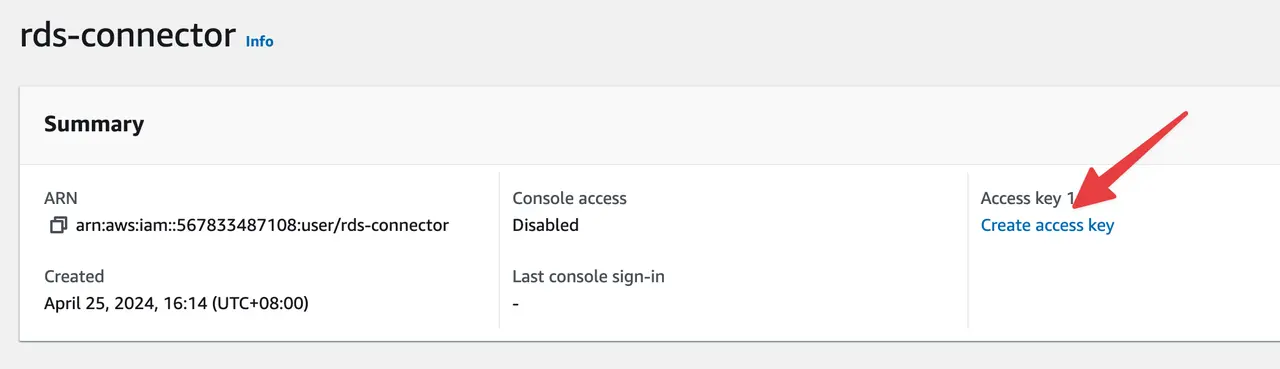 rds-connector Info
Summary
ARN
arn:aws:iam::567833487108:user/rds-connector
Created
April 25, 2024, 16:14 (UTC+08:00)
Console access
Disabled
Last console sign-in
-
Access key 1
Create access key